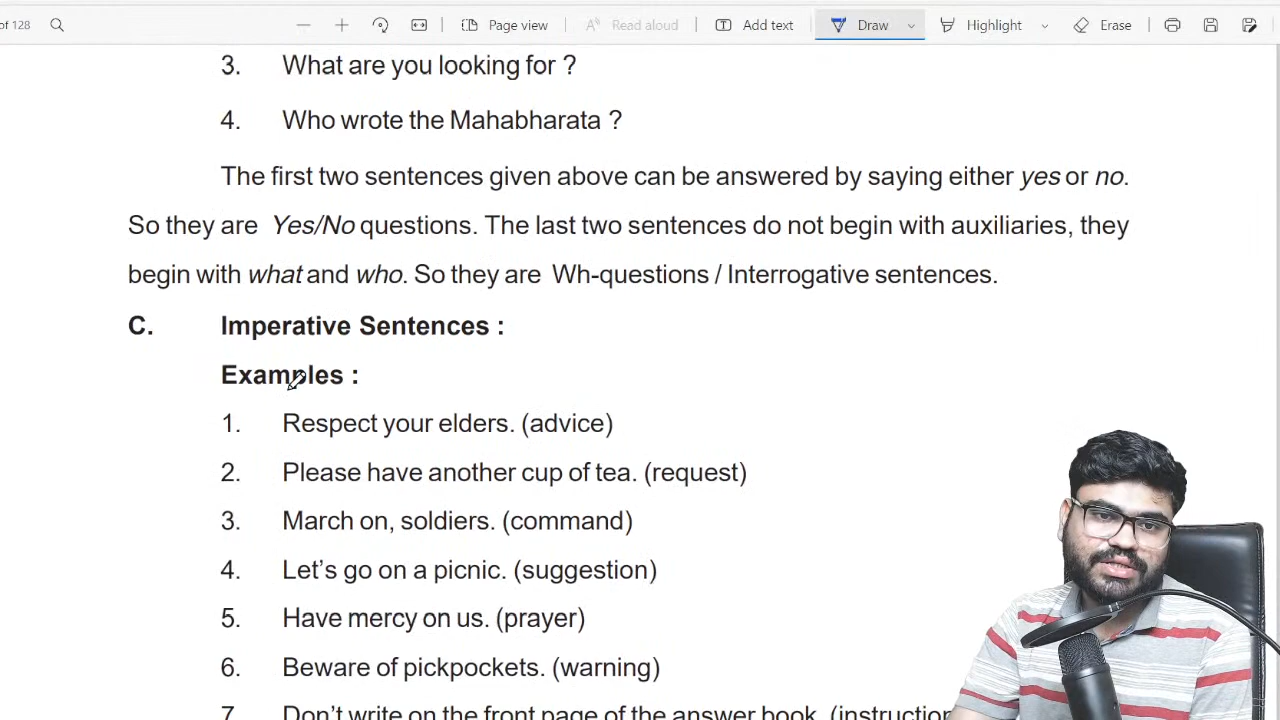 of 128 Page view Read aloud Add text Draw Highlight Erase
3. What are you looking for ?
4. Who wrote the Mahabharata ?
The first two sentences given above can be answered by saying either yes or no.
So they are Yes/No questions. The last two sentences do not begin with auxiliaries, they
begin with what and who. So they are Wh-questions / Interrogative sentences.
C. Imperative Sentences :
Examples :
1. Respect your elders. (advice)
2. Please have another cup of tea. (request)
3. March on, soldiers. (command)
4. Let's go on a picnic. (suggestion)
5. Have mercy on us. (prayer)
6. Beware of pickpockets. (warning)
7. Don't write on the front page of the answer book. (instruction